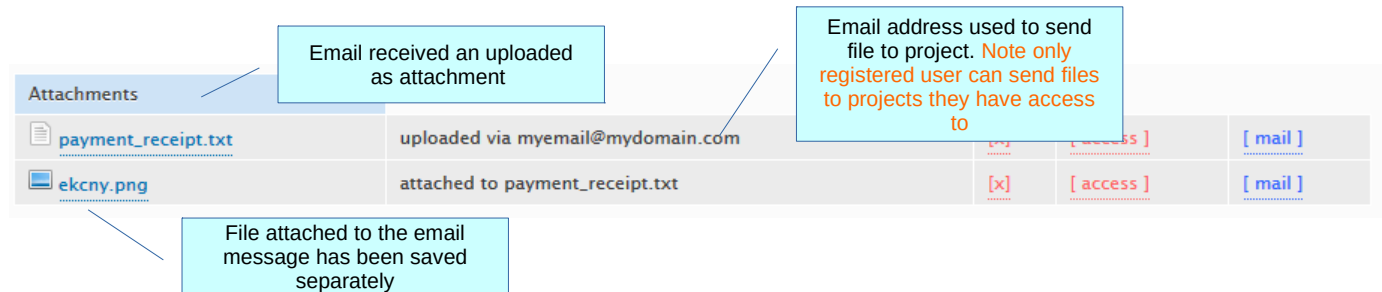 Email received an uploaded
as attachment
Email address used to send
file to project. Note only
registered user can send files
to projects they have access
to
Attachments
payment_receipt.txt uploaded via myemail@mydomain.com [x] [ access ] [ mail ]
ekcny.png attached to payment_receipt.txt [x] [ access ] [ mail ]
File attached to the email
message has been saved
separately